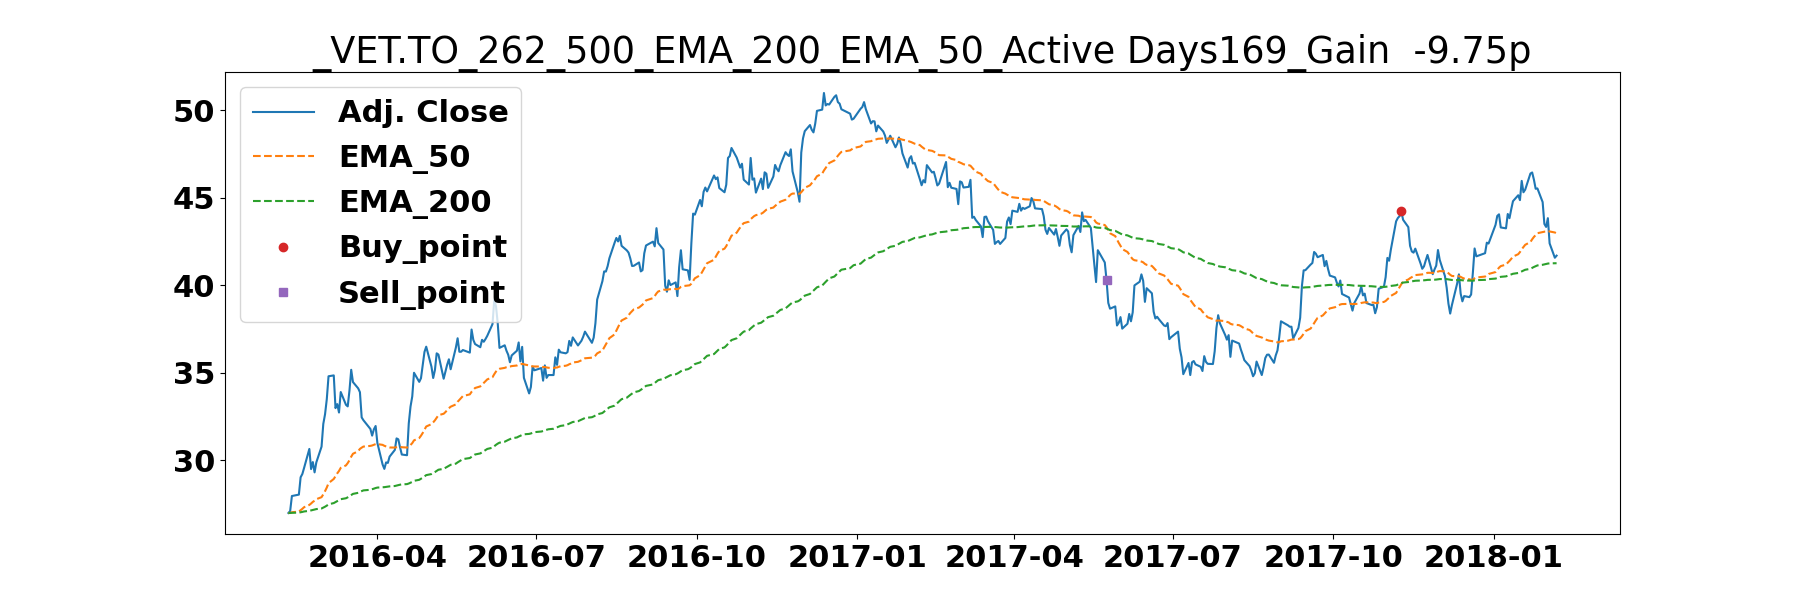 _VET.TO_262_500_EMA_200_EMA_50_Active Days169_Gain  -9.75p
Adj. Close
EMA_50
EMA_200
Buy_point
Sell_point
50
45
40
35
30
2016-04 2016-07 2016-10 2017-01 2017-04 2017-07 2017-10 2018-01